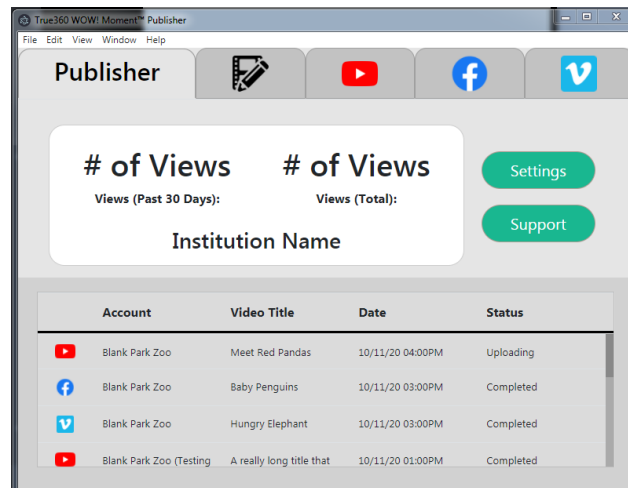 True360 WOW! Moment™ Publisher
File Edit View Window Help
Publisher
# of Views # of Views
Views (Past 30 Days): Views (Total):
Institution Name
Settings
Support
Account Video Title Date Status
Blank Park Zoo Meet Red Pandas 10/11/20 04:00PM Uploading
Blank Park Zoo Baby Penguins 10/11/20 03:00PM Completed
Blank Park Zoo Hungry Elephant 10/11/20 03:00PM Completed
Blank Park Zoo (Testing A really long title that 10/11/20 01:00PM Completed